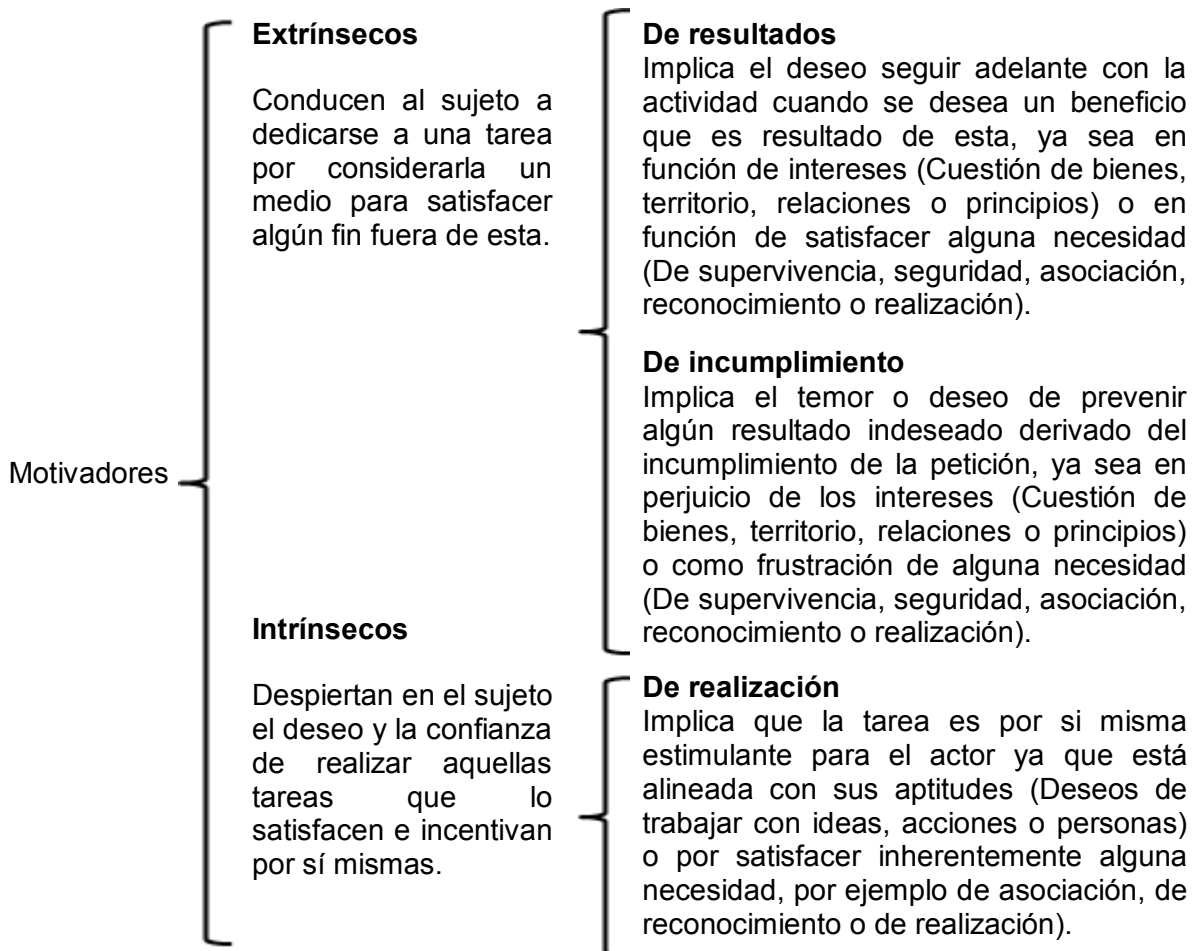 Motivadores
Extrínsecos
Conducen al sujeto a
dedicarse a una tarea
por considerarla un
medio para satisfacer
algún fin fuera de esta.
De resultados
Implica el deseo seguir adelante con la
actividad cuando se desea un beneficio
que es resultado de esta, ya sea en
función de intereses (Cuestión de bienes,
territorio, relaciones o principios) o en
función de satisfacer alguna necesidad
(De supervivencia, seguridad, asociación,
reconocimiento o realización).
De incumplimiento
Implica el temor o deseo de prevenir
algún resultado indeseado derivado del
incumplimiento de la petición, ya sea en
perjuicio de los intereses (Cuestión de
bienes, territorio, relaciones o principios)
o como frustración de alguna necesidad
(De supervivencia, seguridad, asociación,
reconocimiento o realización).
Intrínsecos
Despiertan en el sujeto
el deseo y la confianza
de realizar aquellas
tareas que lo
satisfacen e incentivan
por sí mismas.
De realización
Implica que la tarea es por si misma
estimulante para el actor ya que está
alineada con sus aptitudes (Deseos de
trabajar con ideas, acciones o personas)
o por satisfacer inherentemente alguna
necesidad, por ejemplo de asociación, de
reconocimiento o de realización).